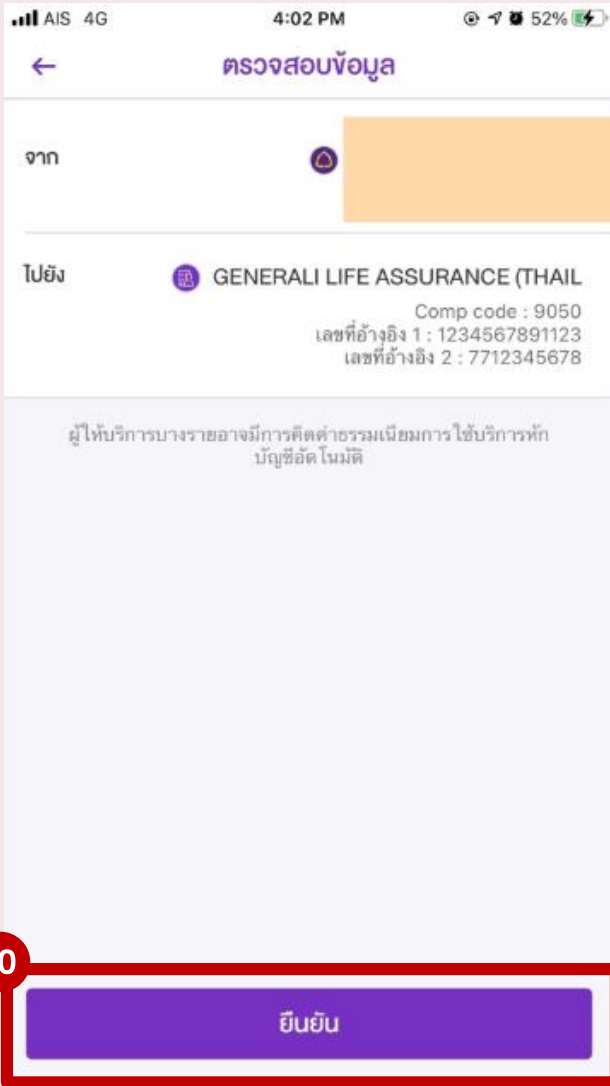 AIS 4G 4:02 PM 52%
ตรวจสอบข้อมูล
จาก
ไปยัง GENERALI LIFE ASSURANCE (THAIL
Comp code : 9050
เลขที่อ้างอิง 1 : 1234567891123
เลขที่อ้างอิง 2 : 7712345678
ผู้ให้บริการบางรายอาจมีการคิดค่าธรรมเนียมการใช้บริการหัก
บัญชีอัตโนมัติ
0
ยืนยัน